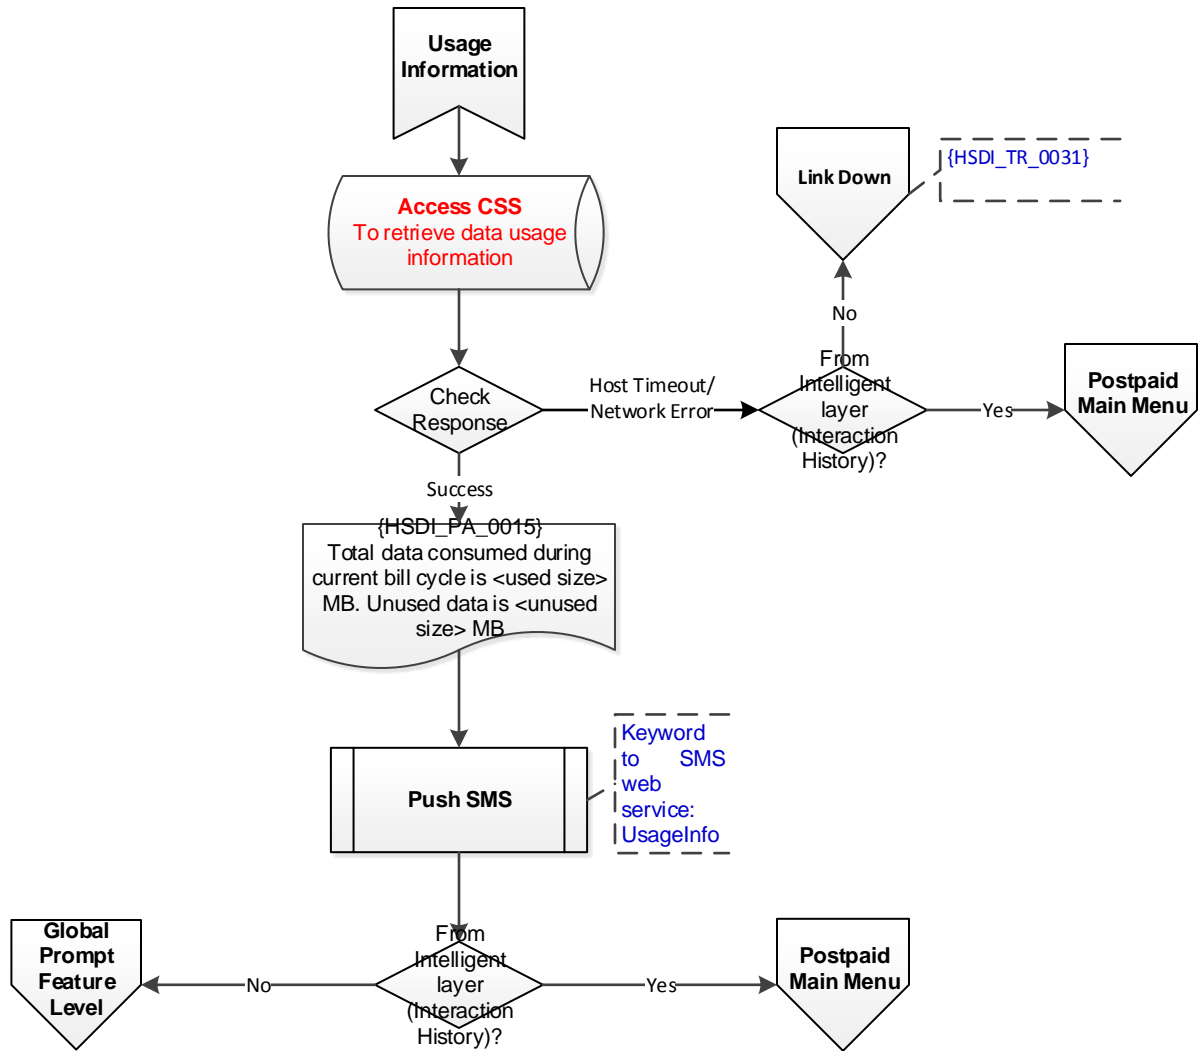 Usage
Information
Access CSS
To retrieve data usage
information
Link Down
{HSDI_TR_0031}
No
Check
Response
Host Timeout/
Network Error
From
Intelligent
layer
(Interaction
History)?
Yes
Postpaid
Main Menu
Success
{HSDI_PA_0015}
Total data consumed during
current bill cycle is <used size>
MB. Unused data is <unused
size> MB
Push SMS
Keyword
to SMS
web
service:
UsageInfo
Global
Prompt
Feature
Level
No
From
Intelligent
layer
(Interaction
History)?
Yes
Postpaid
Main Menu